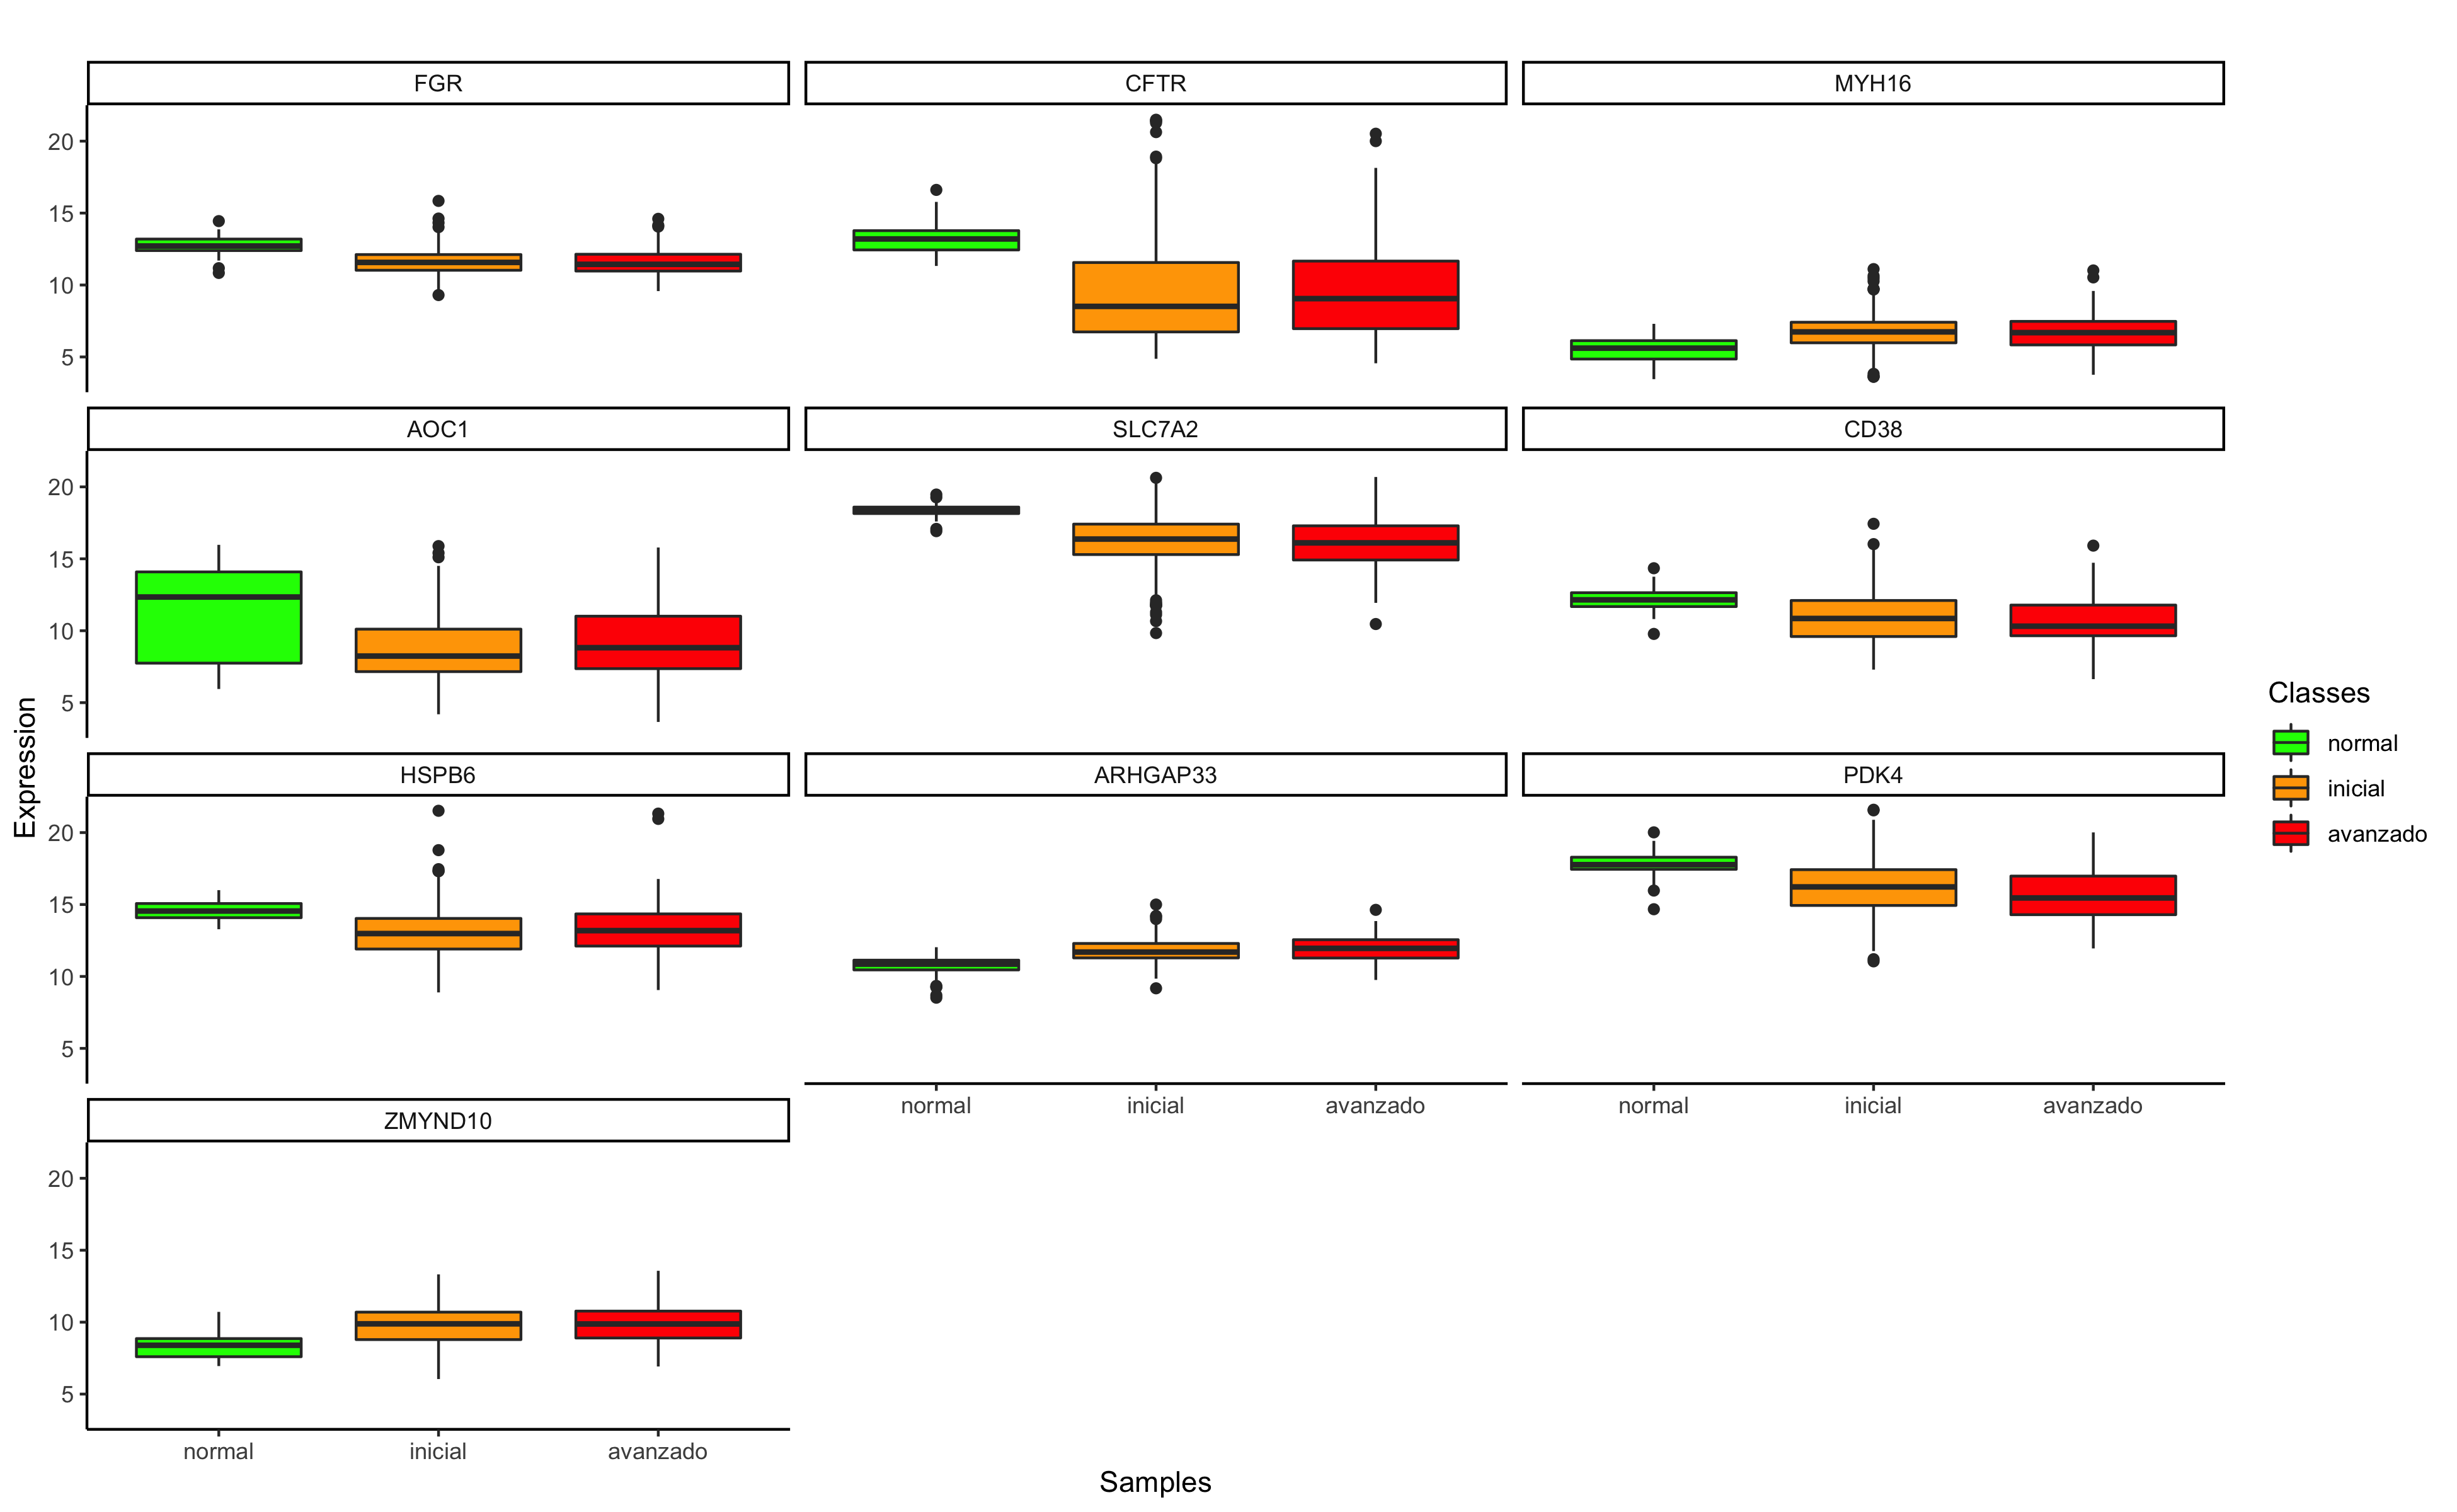 FGR
CFTR
MYH16
20
15
10
5
AOC1
SLC7A2
CD38
20
15
10
5
HSPB6
ARHGAP33
PDK4
20
15
10
5
normal
inicial
avanzado
normal
inicial
avanzado
ZMYND10
20
15
10
5
normal
inicial
avanzado
Samples
Expression
Classes
normal
inicial
avanzado